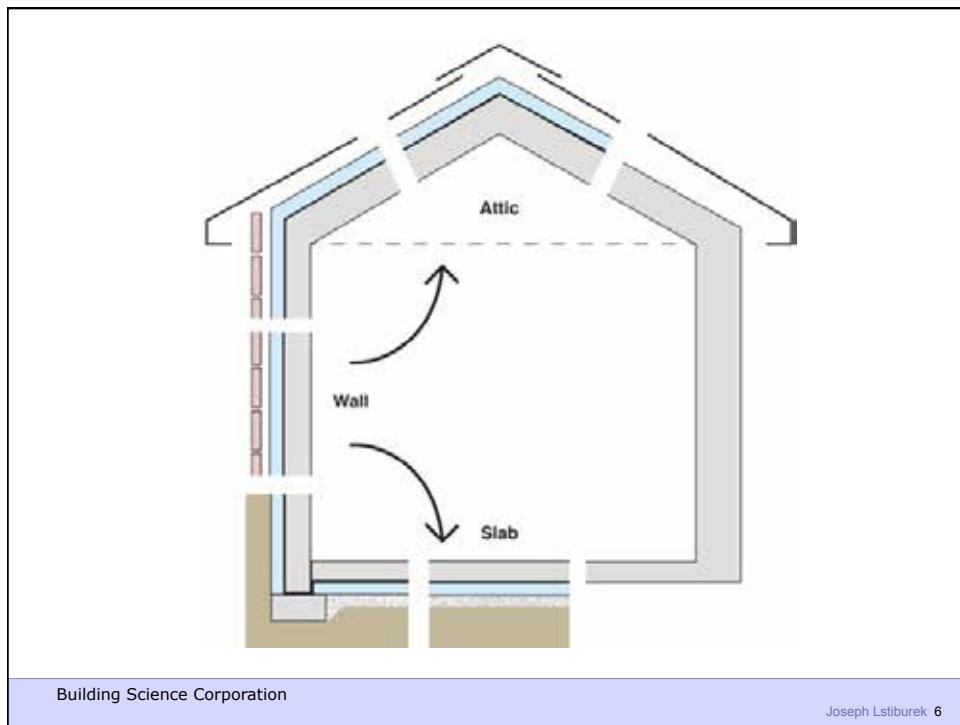 Attic
Wall
Slab
Building Science Corporation
Joseph Lstiburek 6